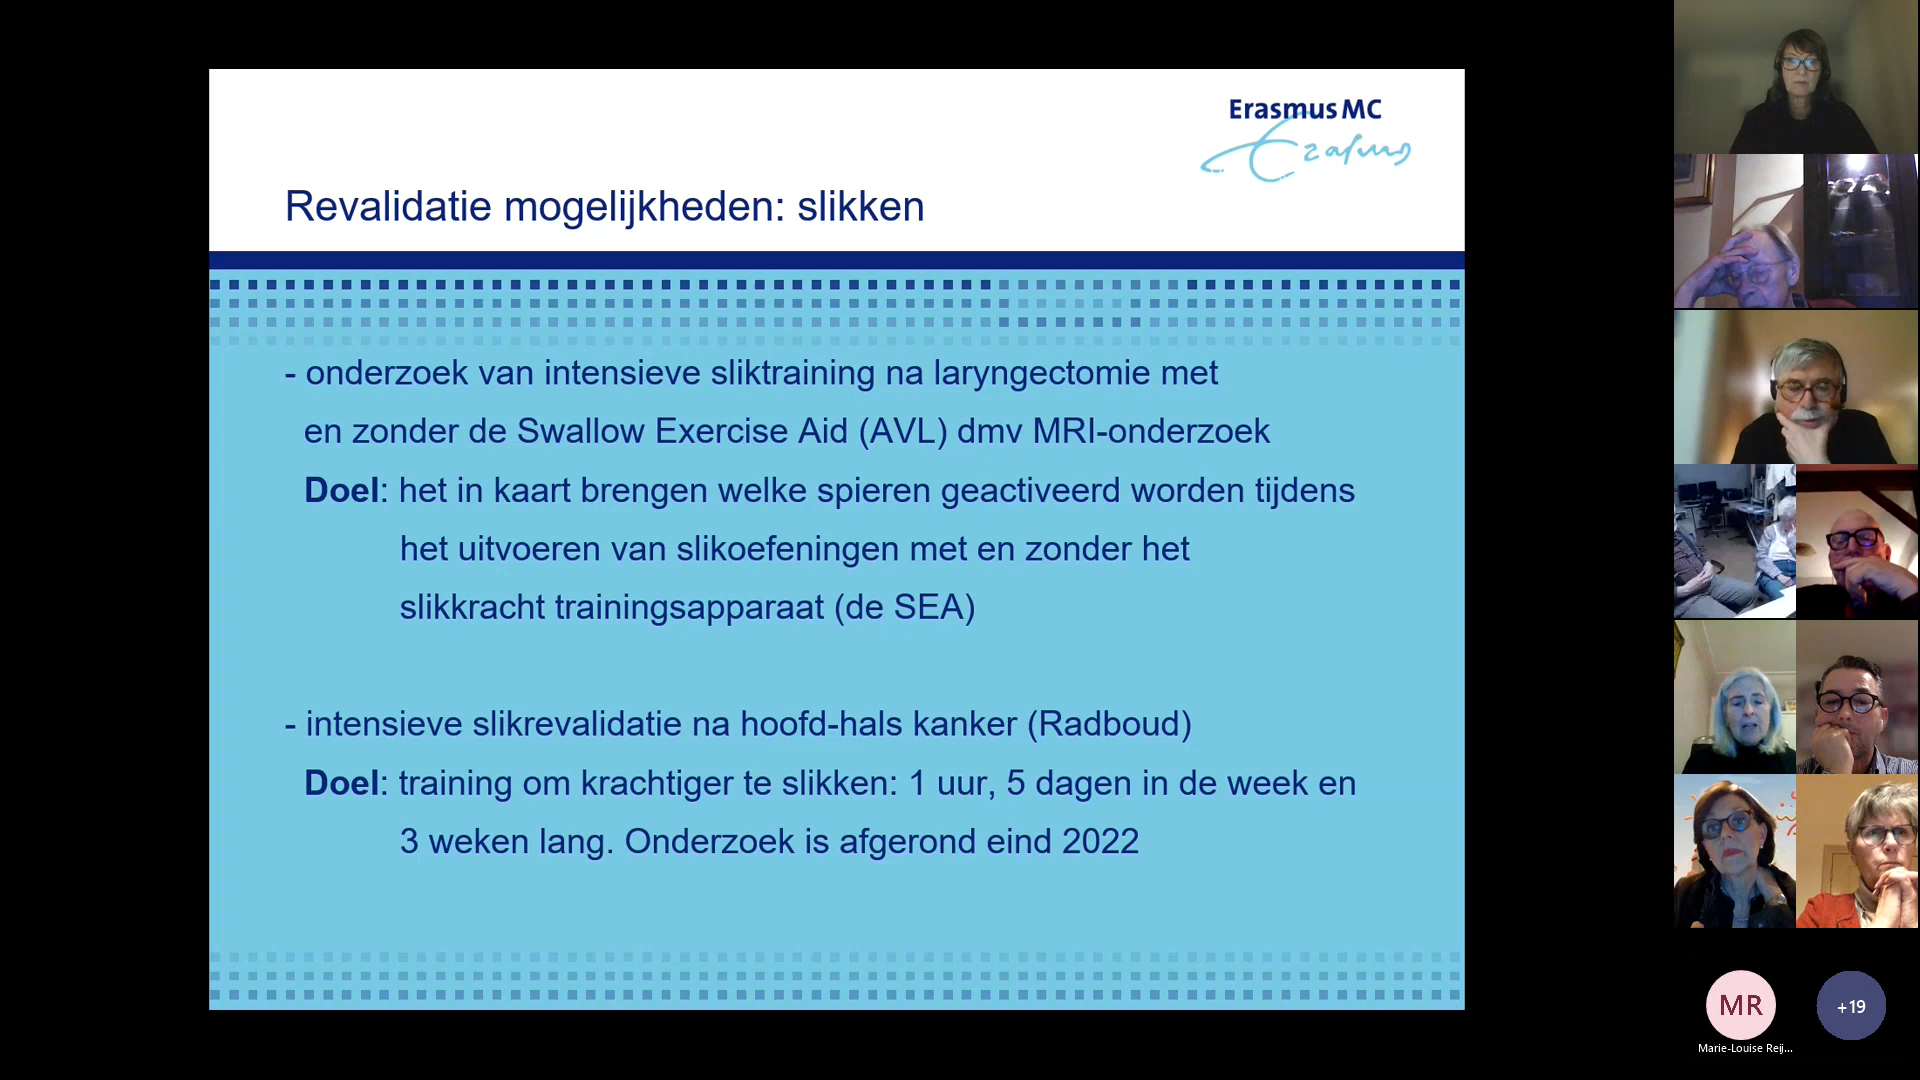 Erasmus MC
Erasmus
Revalidatie mogelijkheden: slikken
- onderzoek van intensieve sliktraining na laryngectomie met
en zonder de Swallow Exercise Aid (AVL) dmv MRI-onderzoek
Doel: het in kaart brengen welke spieren geactiveerd worden tijdens
het uitvoeren van slikoefeningen met en zonder het
slikkracht trainingsapparaat (de SEA)
- intensieve slikrevalidatie na hoofd-hals kanker (Radboud)
Doel: training om krachtiger te slikken: 1 uur, 5 dagen in de week en
3 weken lang. Onderzoek is afgerond eind 2022
MR
+19
Marie-Louise Reij...